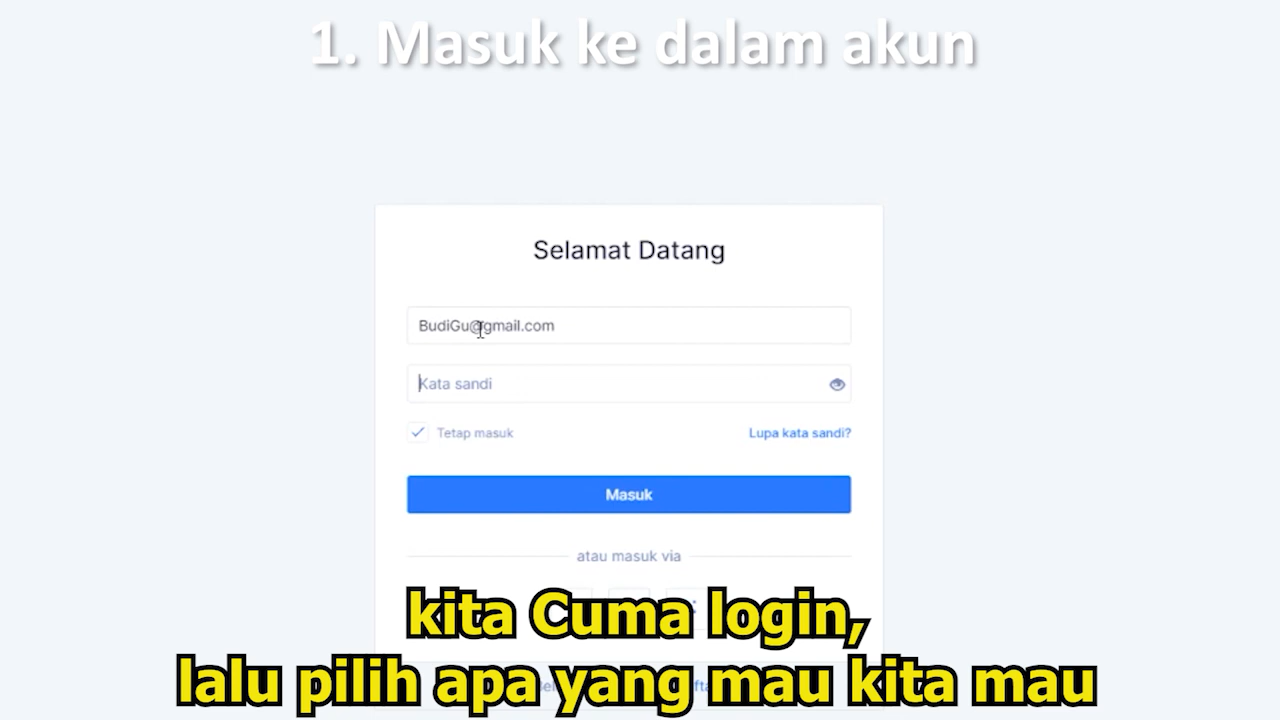 1. Masuk ke dalam akun
Selamat Datang
BudiGu@gmail.com
Kata sandi
Tetap masuk
Lupa kata sandi?
Masuk
atau masuk via
kita Cuma login,
lalu pilih apa yang mau kita mau